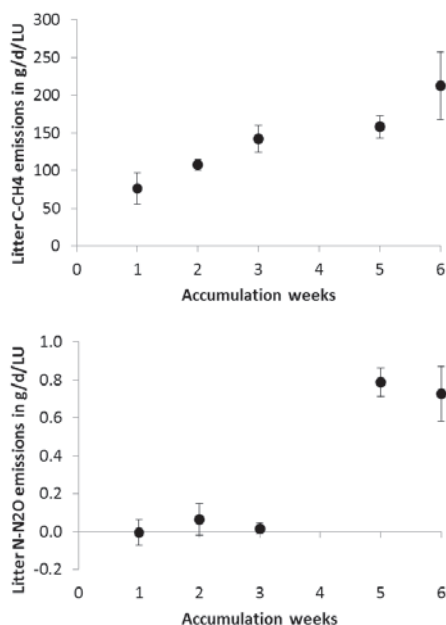 Litter C-CH4 emissions in g/d/LU
300
250
200
150
100
50
0
0 1 2 3 4 5 6
Accumulation weeks
Litter N-N2O emissions in g/d/LU
1.0
0.8
0.6
0.4
0.2
0.0
-0.2
0 1 2 3 4 5 6
Accumulation weeks